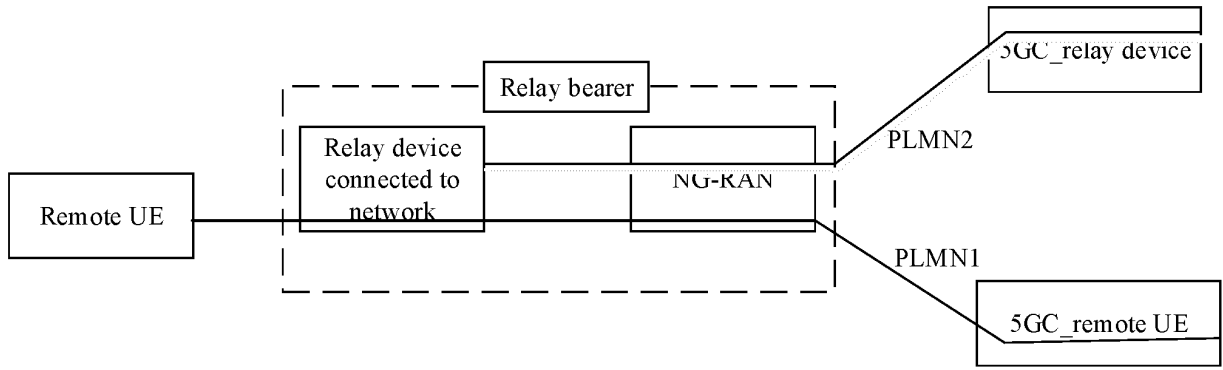 5GC_relay device
Relay bearer
PLMN2
Relay device
connected to
network
NG-RAN
Remote UE
PLMN1
5GC_remote UE